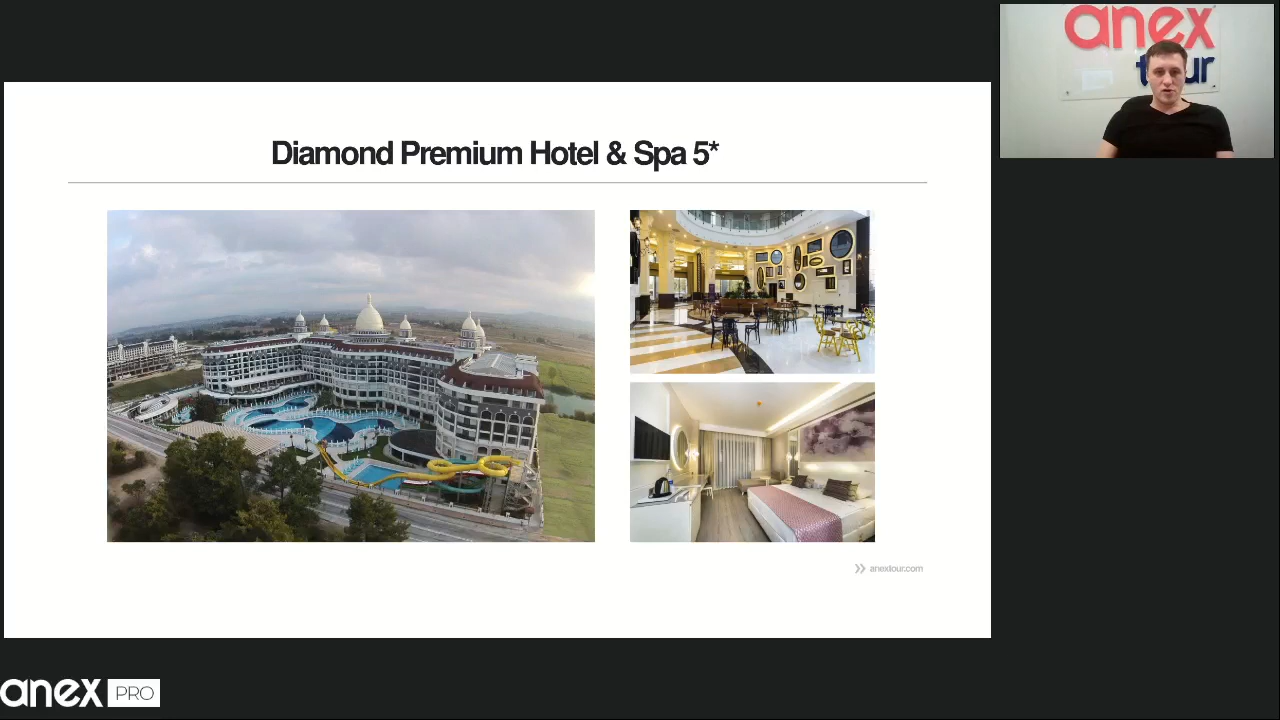 anex
tour
Diamond Premium Hotel & Spa 5*
anextour.com
anex PRO